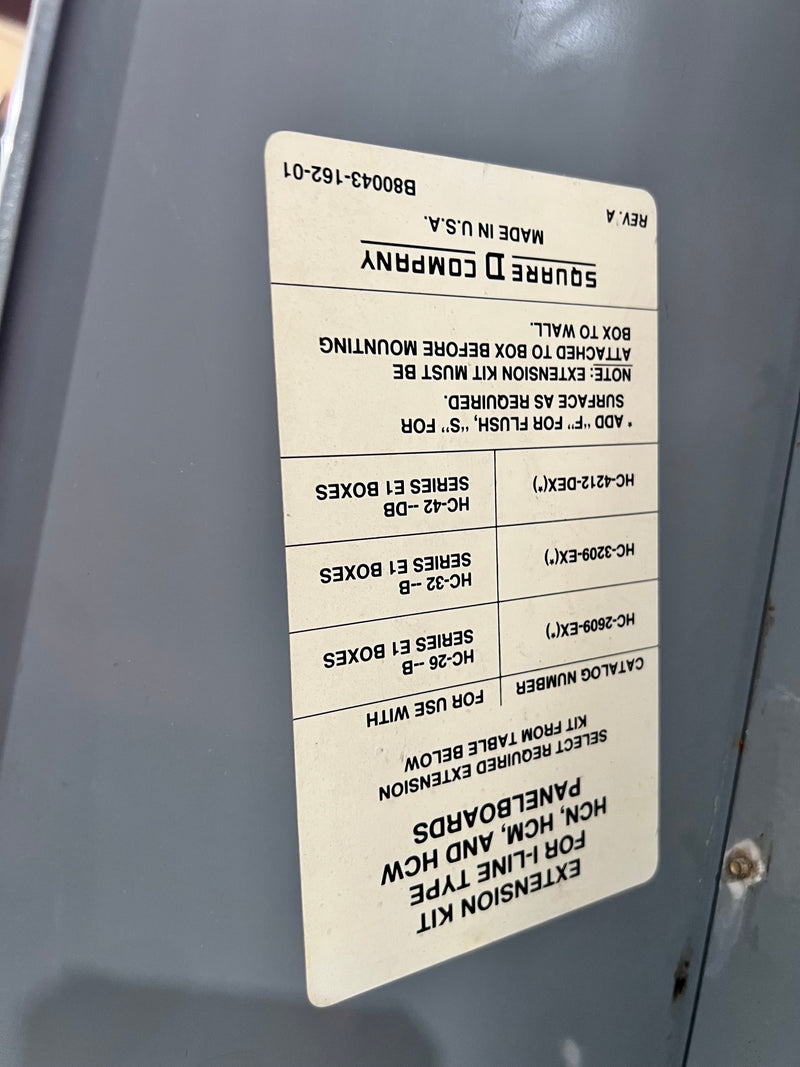 EXTENSION KIT
FOR I-LINE TYPE
HCN, HCM, AND HCW
PANELBOARDS
SELECT REQUIRED EXTENSION
KIT FROM TABLE BELOW
CATALOG NUMBER FOR USE WITH
HC-2609-EX(*) HC-26 --B
SERIES E1 BOXES
HC-3209-EX(*) HC-32 --B
SERIES E1 BOXES
HC-4212-DEX(*) HC-42 --DB
SERIES E1 BOXES
* ADD "F" FOR FLUSH, "S" FOR
SURFACE AS REQUIRED.
NOTE: EXTENSION KIT MUST BE
ATTACHED TO BOX BEFORE MOUNTING
BOX TO WALL.
SQUARE D COMPANY
MADE IN U.S.A.
REV. A B80043-162-01